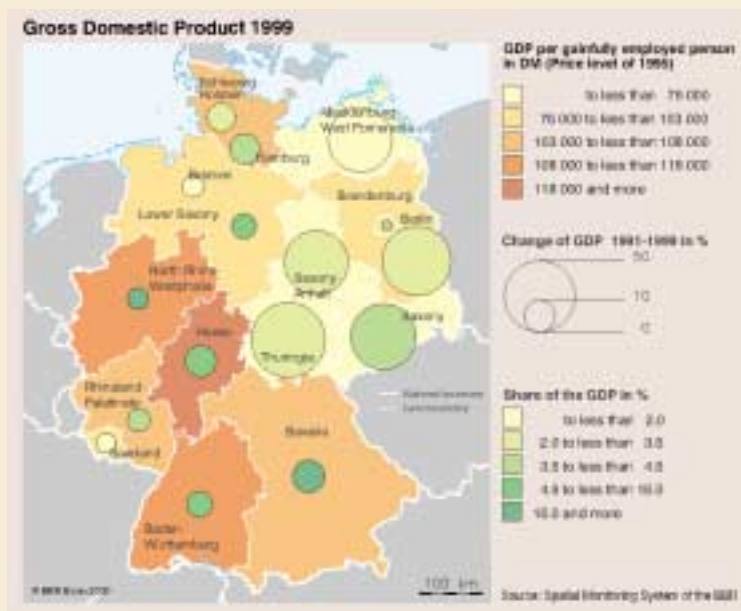 Gross Domestic Product 1999
GDP per gainfully employed person
in DM (Price level of 1995)
to less than 76 000
76 000 to less than 103 000
103 000 to less than 108 000
108 000 to less than 118 000
118 000 and more
Change of GDP 1991-1999 in %
50
10
0
Share of the GDP in %
to less than 2.0
2.0 to less than 3.5
3.5 to less than 4.5
4.5 to less than 15.0
15.0 and more
Schleswig
Holstein
Mecklenburg
West Pomerania
Hamburg
Bremen
Brandenburg
Lower Saxony
Berlin
North Rhine
Westphalia
Saxony
Anhalt
Saxony
Hesse
Thuringia
Rhineland
Palatinate
Saarland
Bavaria
Baden
Württemberg
100 km
Source: Spatial Monitoring System of the BBR